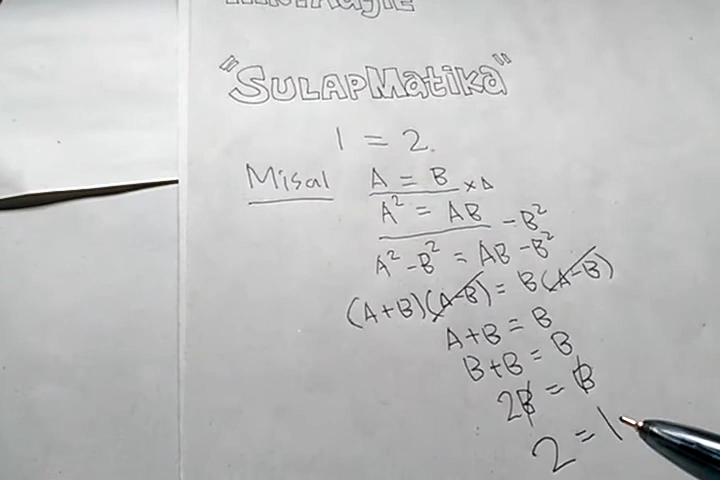 "SULAPMatika"
1 = 2.
Misal A = B × A
A² = AB - B²
A² - B² = AB - B²
(A+B)(A-B) = B(A-B)
A+B = B
B+B = B
2B = B
2 = 1